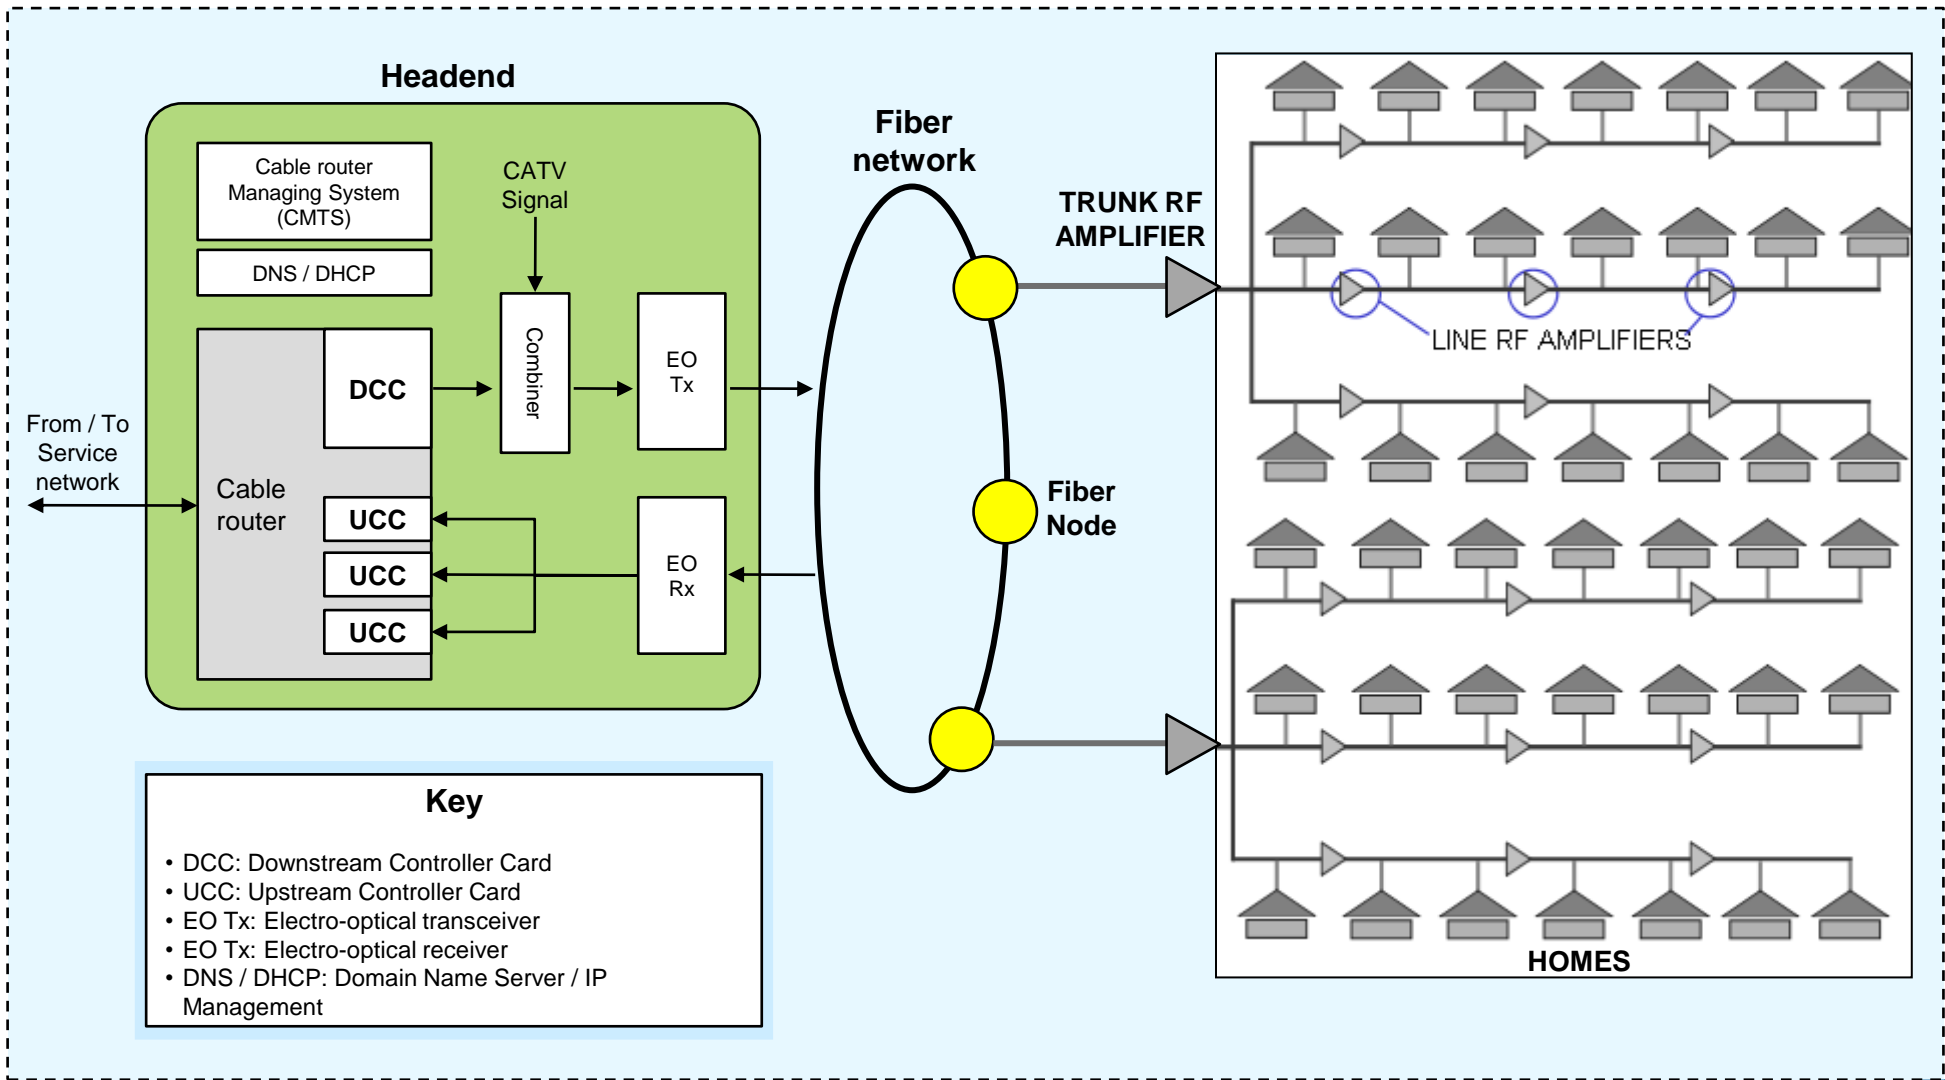 Headend
Cable router
Managing System
(CMTS)
DNS / DHCP
CATV
Signal
DCC
Combiner
EO
Tx
From / To
Service
network
Cable
router
UCC
UCC
UCC
EO
Rx
Fiber
network
Fiber
Node
TRUNK RF
AMPLIFIER
LINE RF AMPLIFIERS
HOMES
Key
• DCC: Downstream Controller Card
• UCC: Upstream Controller Card
• EO Tx: Electro-optical transceiver
• EO Tx: Electro-optical receiver
• DNS / DHCP: Domain Name Server / IP
Management